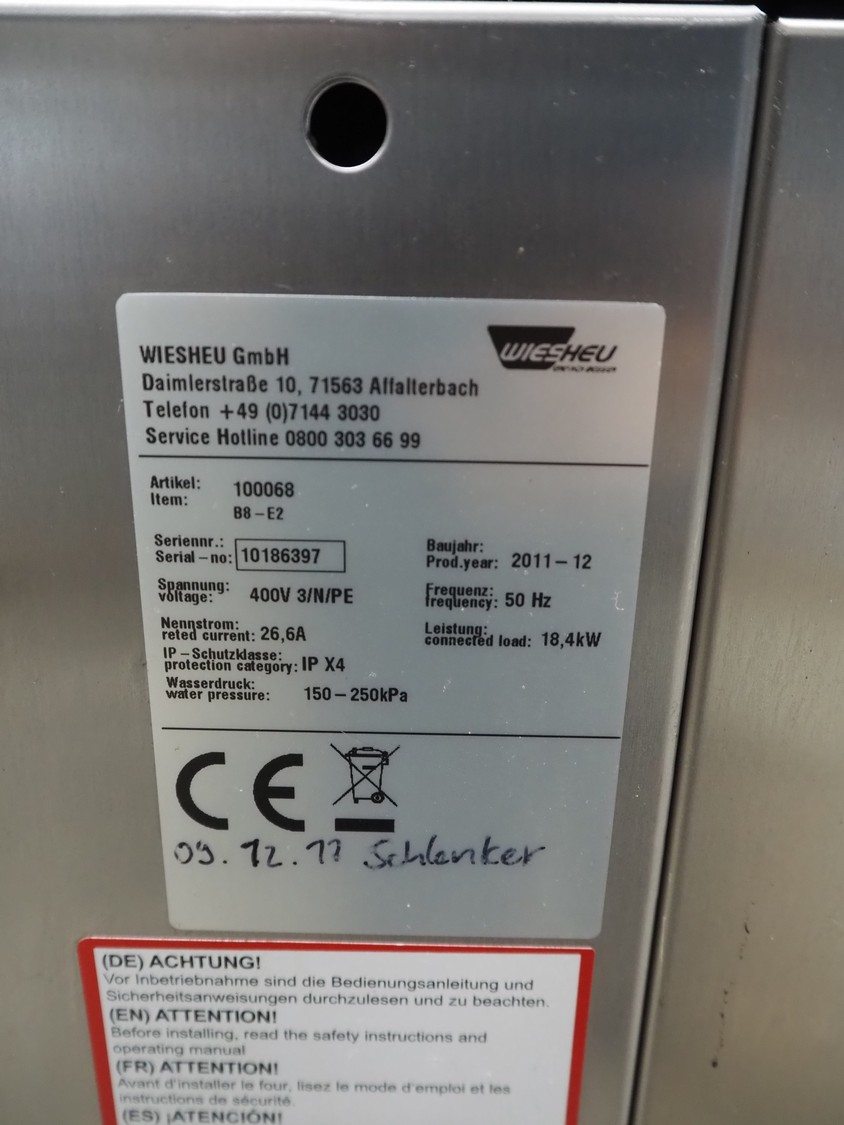 WIESHEU GmbH
Daimlerstraße 10, 71563 Affalterbach
Telefon +49 (0)7144 3030
Service Hotline 0800 303 66 99
WIESHEU
Artikel:
Item:
100068
B8-E2
Seriennr.:
Serial-no: 10186397
Baujahr:
Prod.year: 2011-12
Spannung:
voltage: 400V 3/N/PE
Frequenz:
frequency: 50 Hz
Nennstrom:
reted current: 26,6A
Leistung:
connected load: 18,4kW
IP-Schutzklasse:
protection category: IP X4
Wasserdruck:
water pressure: 150-250kPa
CE
09.12.11 Schlenker
(DE) ACHTUNG!
Vor Inbetriebnahme sind die Bedienungsanleitung und
Sicherheitsanweisungen durchzulesen und zu beachten.
(EN) ATTENTION!
Before installing, read the safety instructions and
operating manual
(FR) ATTENTION!
Avant d'installer le four, lisez le mode d'emploi et les
instructions de sécurité.
(ES) ¡ATENCIÓN!